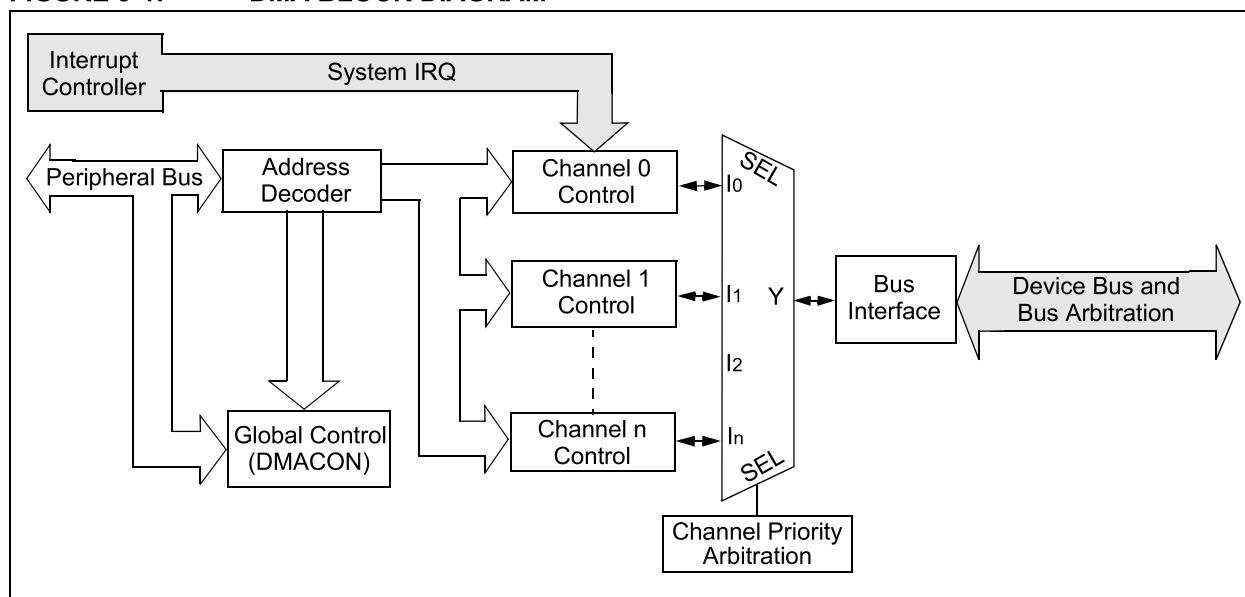 Interrupt
Controller
System IRQ
Peripheral Bus
Address
Decoder
Channel 0
Control
SEL
I0
Channel 1
Control
I1
Y
Bus
Interface
Device Bus and
Bus Arbitration
I2
Global Control
(DMACON)
Channel n
Control
In
SEL
Channel Priority
Arbitration